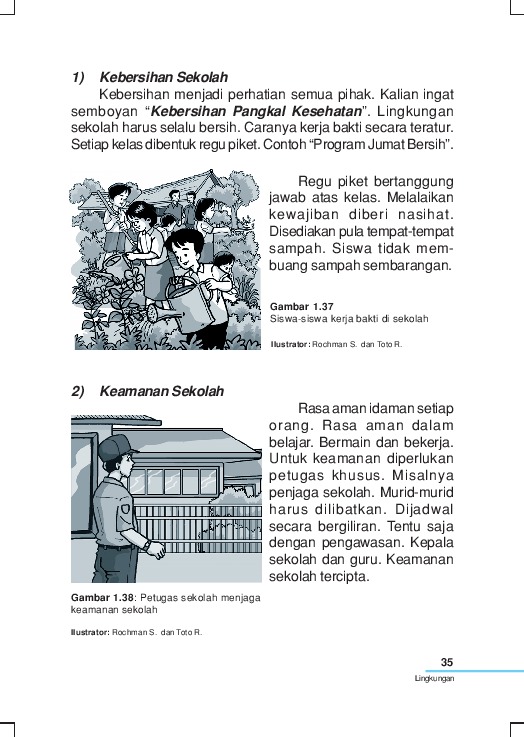 1) Kebersihan Sekolah
Kebersihan menjadi perhatian semua pihak. Kalian ingat
semboyan “Kebersihan Pangkal Kesehatan”. Lingkungan
sekolah harus selalu bersih. Caranya kerja bakti secara teratur.
Setiap kelas dibentuk regu piket. Contoh “Program Jumat Bersih”.
Regu piket bertanggung
jawab atas kelas. Melalaikan
kewajiban diberi nasihat.
Disediakan pula tempat-tempat
sampah. Siswa tidak mem-
buang sampah sembarangan.
Gambar 1.37
Siswa-siswa kerja bakti di sekolah
Ilustrator: Rochman S. dan Toto R.
2) Keamanan Sekolah
Rasa aman idaman setiap
orang. Rasa aman dalam
belajar. Bermain dan bekerja.
Untuk keamanan diperlukan
petugas khusus. Misalnya
penjaga sekolah. Murid-murid
harus dilibatkan. Dijadwal
secara bergiliran. Tentu saja
dengan pengawasan. Kepala
sekolah dan guru. Keamanan
sekolah tercipta.
Gambar 1.38: Petugas sekolah menjaga
keamanan sekolah
Ilustrator: Rochman S. dan Toto R.
35
Lingkungan